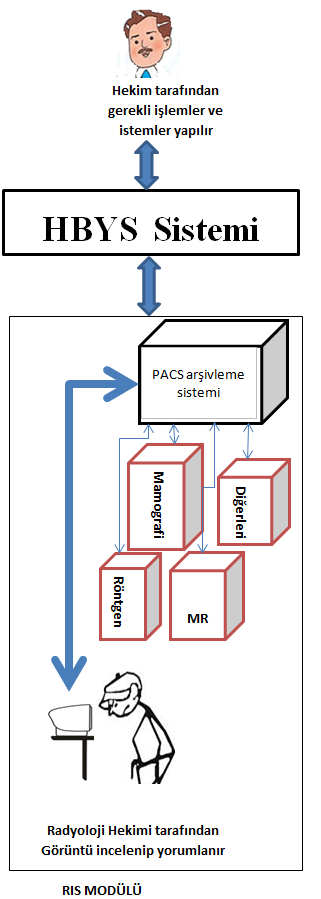 Hekim tarafından
gerekli işlemler ve
istemler yapılır
HBYS Sistemi
PACS arşivleme
sistemi
Mamografi
Diğerleri
Röntgen
MR
Radyoloji Hekimi tarafından
Görüntü incelenip yorumlanır
RIS MODÜLÜ